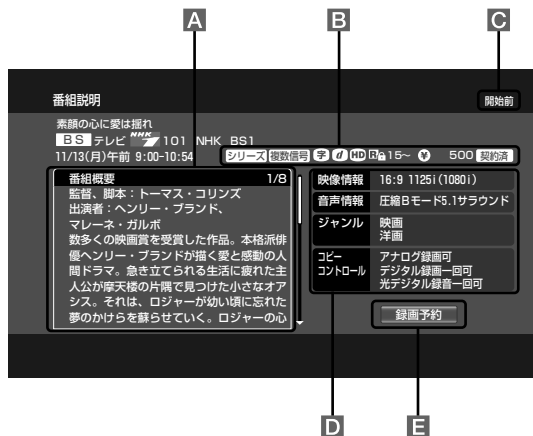 A
B
C
番組説明
開始前
素顔の心に愛は揺れ
BS テレビ NHK 7 101 NHK BS1
11/13(月)午前 9:00-10:54 シリーズ 複数信号 字 d HD R 15～ ¥ 500 契約済
番組概要 1/8
監督、脚本：トーマス・コリンズ
出演者：ヘンリー・ブランド、
マレーネ・ガルボ
数多くの映画賞を受賞した作品。本格派俳
優ヘンリー・ブランドが描く愛と感動の人
間ドラマ。急き立てられる生活に疲れた主
人公が摩天楼の片隅で見つけた小さなオア
シス。それは、ロジャーが幼い頃に忘れた
夢のかけらを蘇らせていく。ロジャーの心
映像情報 16:9 1125i(1080i)
音声情報 圧縮Bモード5.1サラウンド
ジャンル 映画
洋画
コピー
コントロール
アナログ録画可
デジタル録画一回可
光デジタル録音一回可
録画予約
D
E